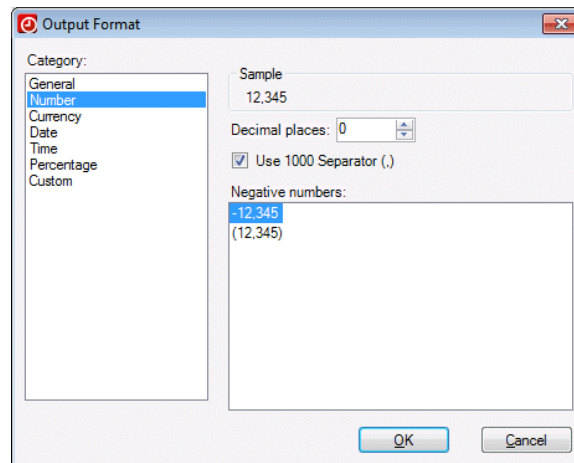 Output Format
Category:
General
Number
Currency
Date
Time
Percentage
Custom
Sample
12,345
Decimal places: 0
Use 1000 Separator (,)
Negative numbers:
-12,345
(12,345)
OK
Cancel